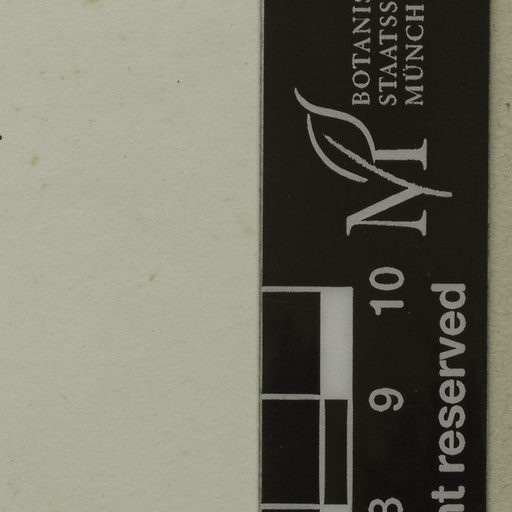 BOTANIS
STAATSS
MÜNCH
M
10
9
8
nt reserved